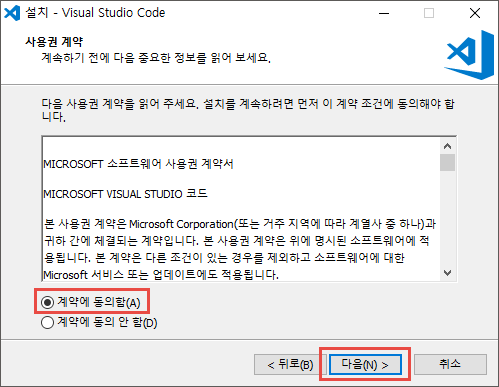 설치 - Visual Studio Code
사용권 계약
계속하기 전에 다음 중요한 정보를 읽어 보세요.
다음 사용권 계약을 읽어 주세요. 설치를 계속하려면 먼저 이 계약 조건에 동의해야 합
니다.
MICROSOFT 소프트웨어 사용권 계약서
MICROSOFT VISUAL STUDIO 코드
본 사용권 계약은 Microsoft Corporation(또는 거주 지역에 따라 계열사 중 하나)과
귀하 간에 체결되는 계약입니다. 본 사용권 계약은 위에 명시된 소프트웨어에 적
용됩니다. 본 계약은 다른 조건이 있는 경우를 제외하고 소프트웨어에 대한
Microsoft 서비스 또는 업데이트에도 적용됩니다.
계약에 동의함(A)
계약에 동의 안 함(D)
< 뒤로(B) 다음(N) > 취소